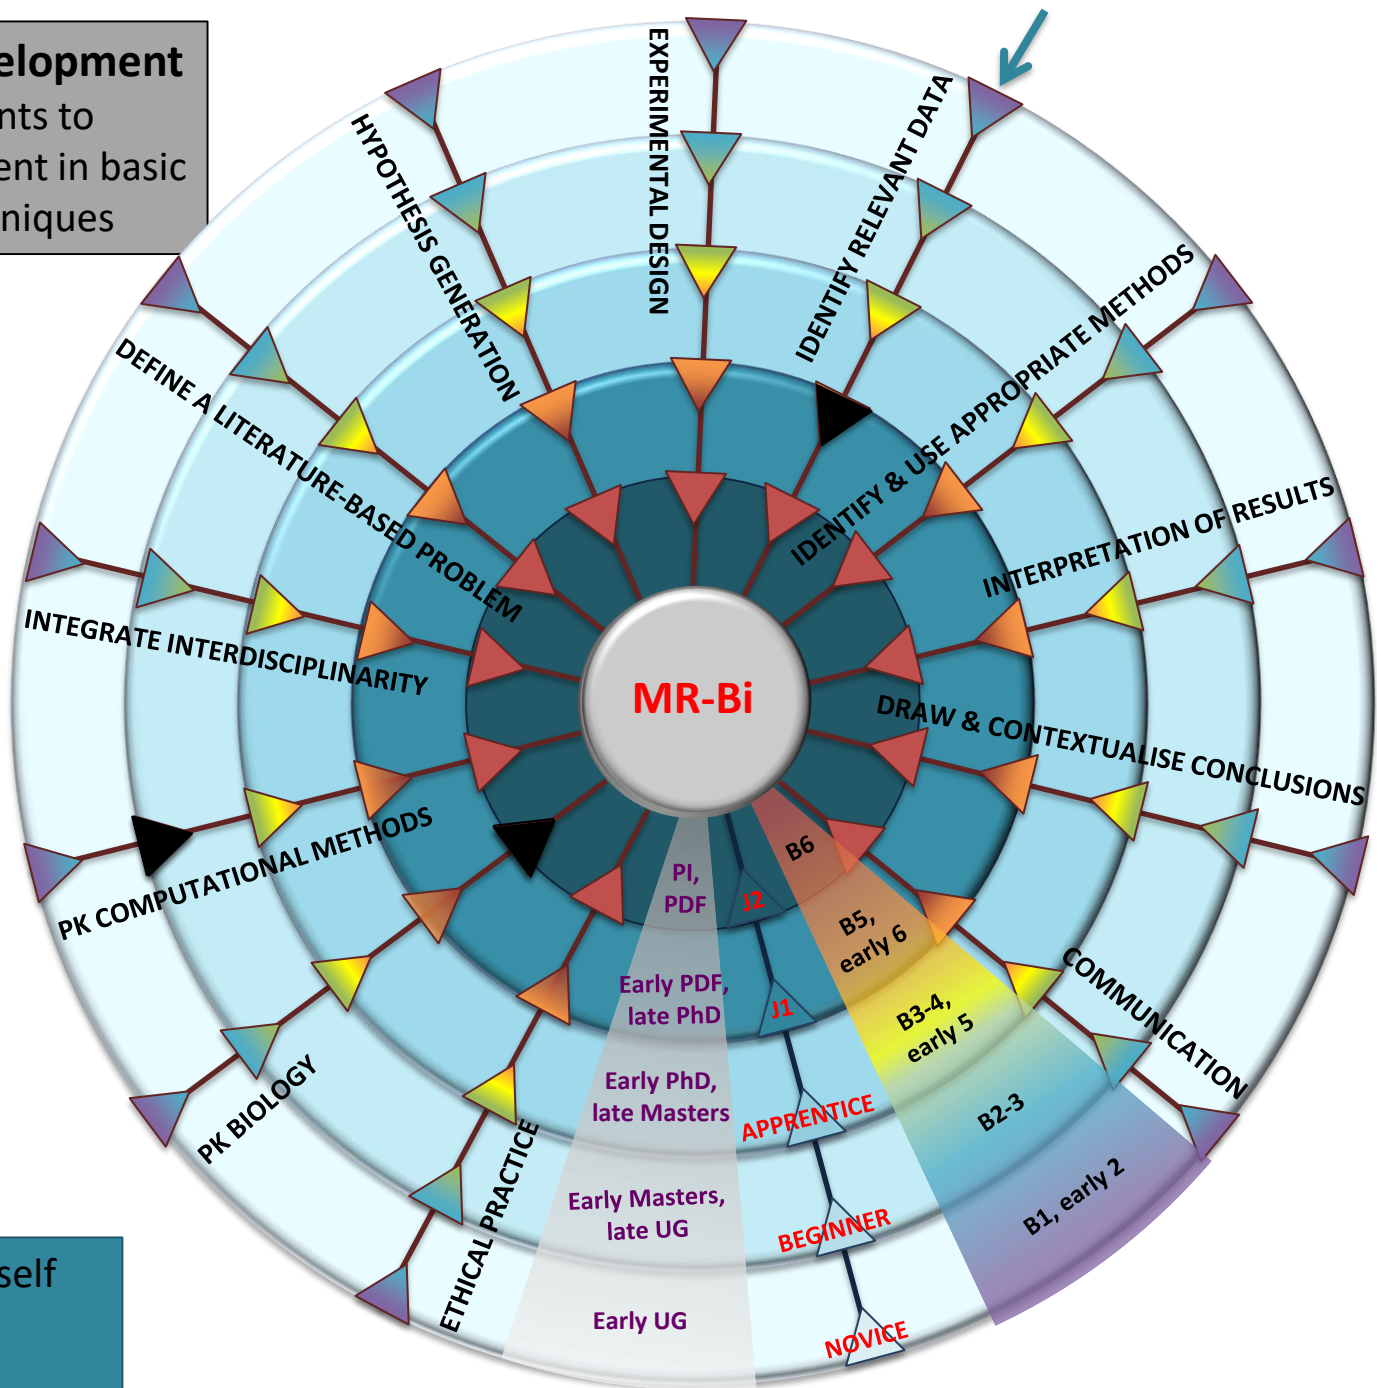 elopment
nts to
ent in basic
niques
EXPERIMENTAL DESIGN
IDENTIFY RELEVANT DATA
HYPOTHESIS GENERATION
IDENTIFY & USE APPROPRIATE METHODS
DEFINE A LITERATURE-BASED PROBLEM
INTERPRETATION OF RESULTS
INTEGRATE INTERDISCIPLINARITY
MR-Bi
DRAW & CONTEXTUALISE CONCLUSIONS
PK COMPUTATIONAL METHODS
PK BIOLOGY
ETHICAL PRACTICE
COMMUNICATION
PI,
PDF
Early PDF,
late PhD
Early PhD,
late Masters
Early Masters,
late UG
Early UG
J2
J1
APPRENTICE
BEGINNER
NOVICE
B6
B5,
early 6
B3-4,
early 5
B2-3
B1, early 2
self